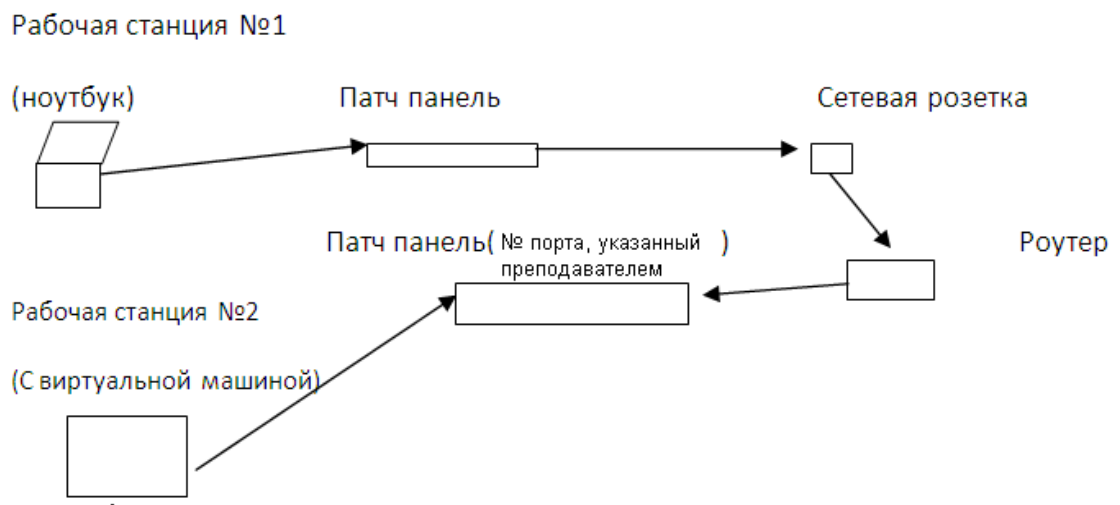 Рабочая станция №1
(ноутбук)
Патч панель
Сетевая розетка
Патч панель( № порта, указанный )
преподавателем
Роутер
Рабочая станция №2
(С виртуальной машиной)